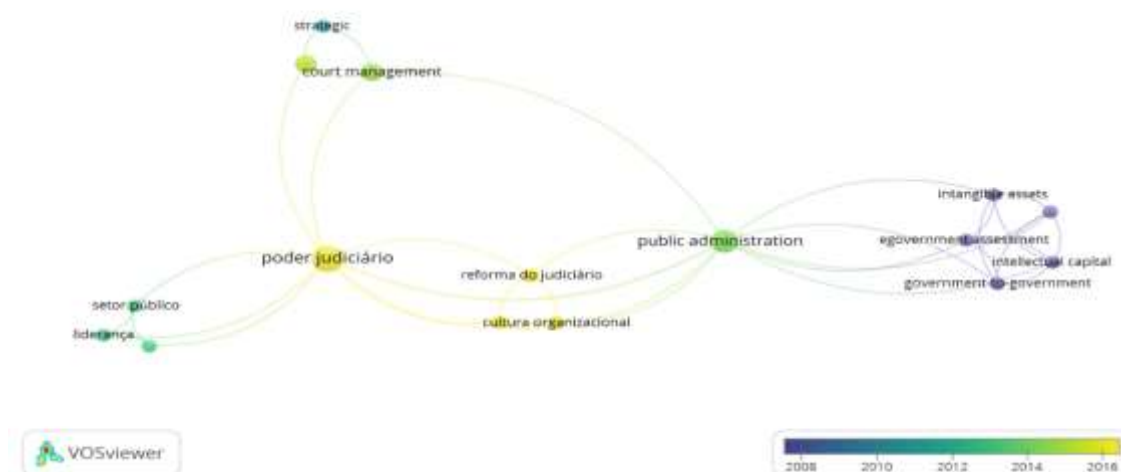 strategic
court management
intangible assets
public administration
egovernment assessment
poder judiciário
intellectual capital
reforma do judiciário
government-to-government
setor público
cultura organizacional
liderança
VOSviewer
2008 2010 2012 2014 2016